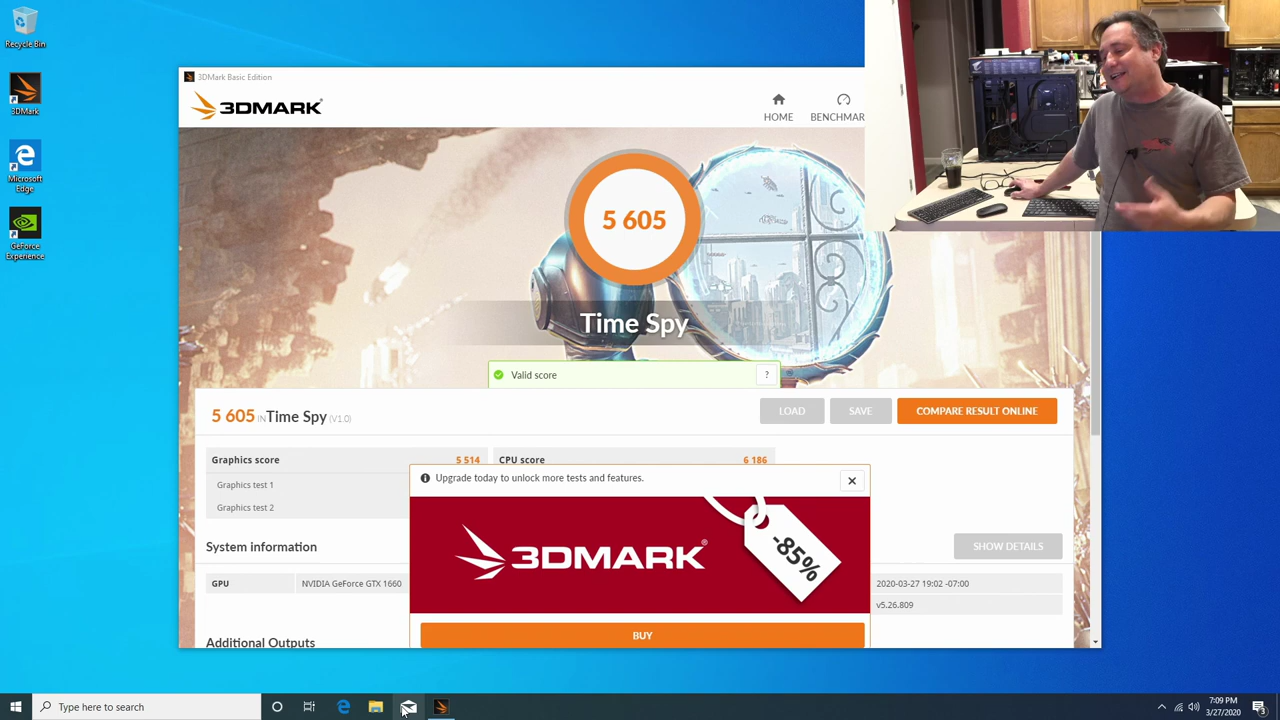 Recycle Bin
3DMark
Microsoft
Edge
GeForce
Experience
3DMark Basic Edition
3DMARK
HOME
BENCHMAR
5 605
Time Spy
Valid score
?
5 605 IN Time Spy (V1.0)
LOAD
SAVE
COMPARE RESULT ONLINE
Graphics score
5 514
CPU score
6 186
Graphics test 1
Graphics test 2
Upgrade today to unlock more tests and features.
3DMARK®
-85%
BUY
System information
SHOW DETAILS
GPU
NVIDIA GeForce GTX 1660
2020-03-27 19:02 -07:00
v5.26.809
Additional Outputs
Type here to search
7:09 PM
3/27/2020
3